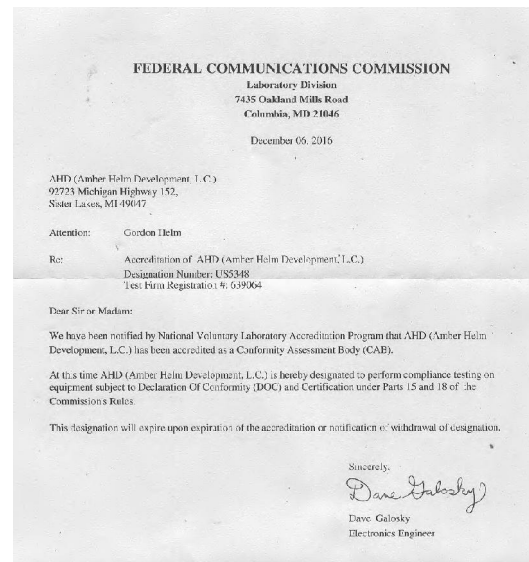 FEDERAL COMMUNICATIONS COMMISSION
Laboratory Division
7435 Oakland Mills Road
Columbia, MD 21046
December 06, 2016
AHD (Amber Helm Development, L.C.)
92723 Michigan Highway 152,
Sister Lakes, MI 49047
Attention: Gordon Helm
Re: Accreditation of AHD (Amber Helm Development, L.C.)
Designation Number: US5348
Test Firm Registration #: 639064
Dear Sir or Madam:
We have been notified by National Voluntary Laboratory Accreditation Program that AHD (Amber Helm
Development, L.C.) has been accredited as a Conformity Assessment Body (CAB).
At this time AHD (Amber Helm Development, L.C.) is hereby designated to perform compliance testing on
equipment subject to Declaration Of Conformity (DOC) and Certification under Parts 15 and 18 of the
Commission's Rules.
This designation will expire upon expiration of the accreditation or notification of withdrawal of designation.
Sincerely,
Dave Galosky
Dave Galosky
Electronics Engineer